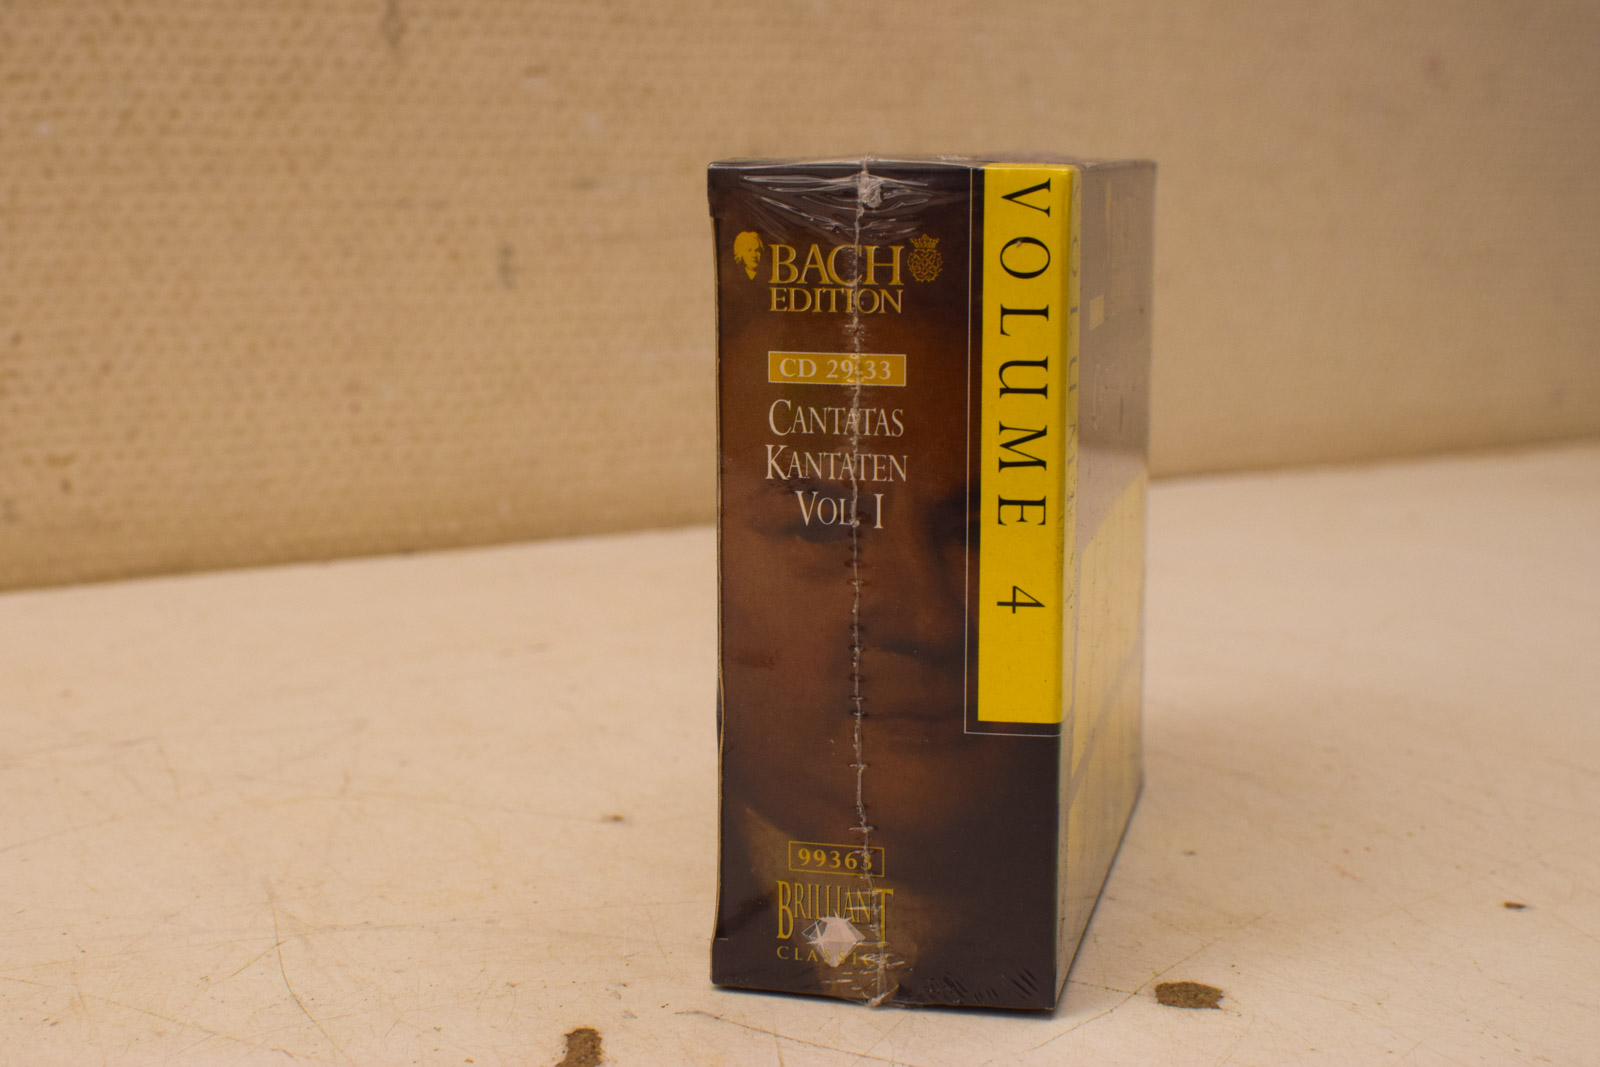 BACH
EDITION
CD 29-33
CANTATAS
KANTATEN
VOL. I
VOLUME 4
99363
BRILLIANT
CLASSICS